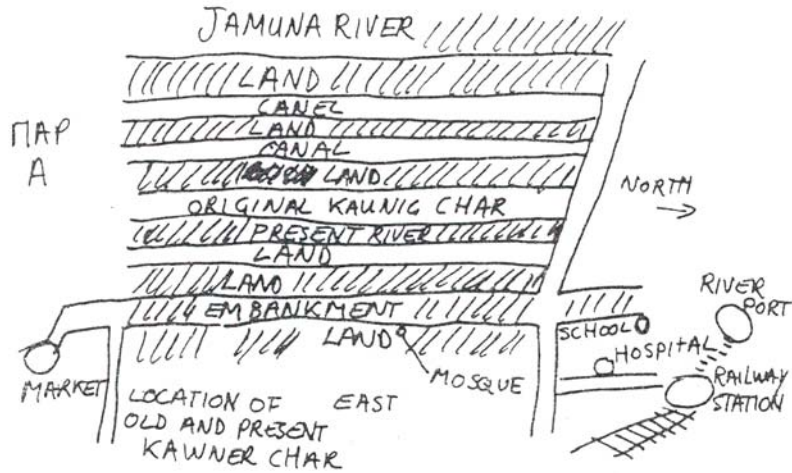 JAMUNA RIVER
LAND
CANEL
LAND
CANAL
LAND
ORIGINAL KAUNIG CHAR
PRESENT RIVER
LAND
LAND
EMBANKMENT
LAND
MAP
A
NORTH
RIVER
PORT
SCHOOL
HOSPITAL
RAILWAY
STATION
MOSQUE
MARKET
LOCATION OF EAST
OLD AND PRESENT
KAWNER CHAR